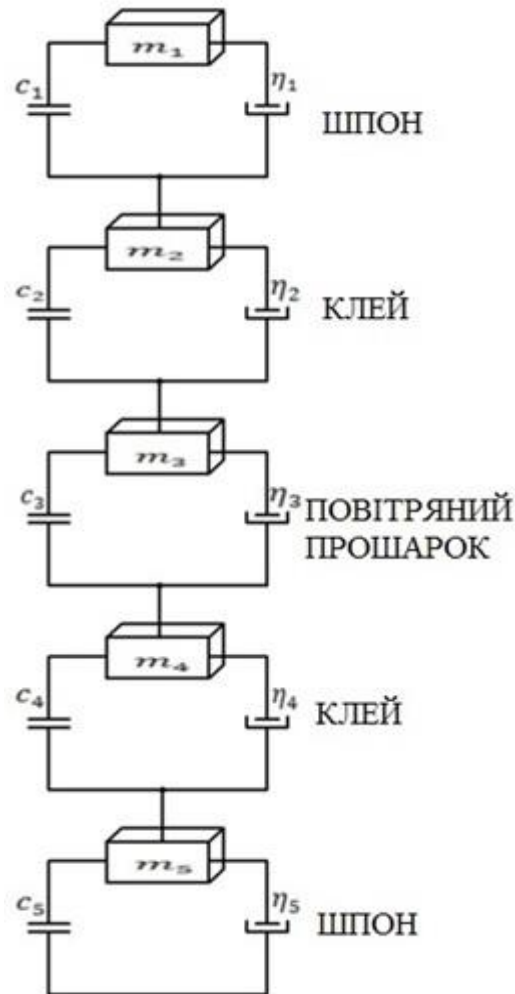 m₁
c₁ η₁
ШПОН
m₂
c₂ η₂
КЛЕЙ
m₃
c₃ η₃
ПОВІТРЯНИЙ
ПРОШАРОК
m₄
c₄ η₄
КЛЕЙ
m₅
c₅ η₅
ШПОН